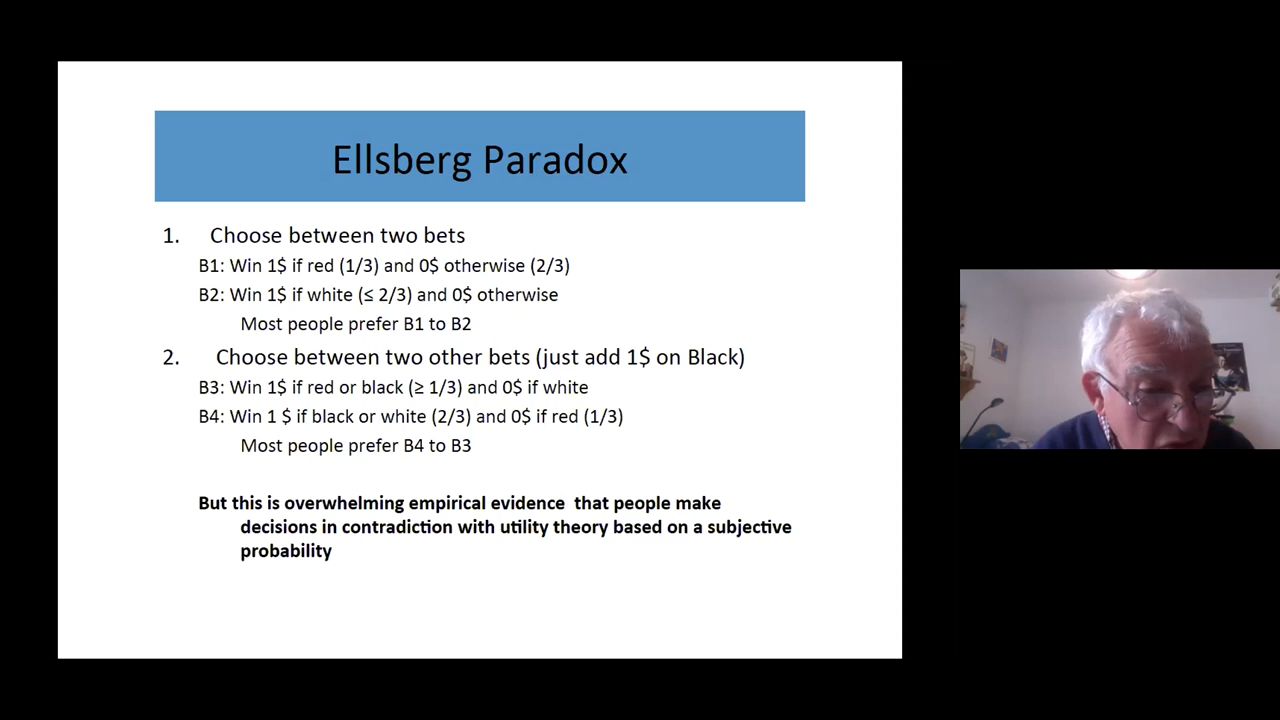 Ellsberg Paradox
1. Choose between two bets
B1: Win 1$ if red (1/3) and 0$ otherwise (2/3)
B2: Win 1$ if white (≤ 2/3) and 0$ otherwise
Most people prefer B1 to B2
2. Choose between two other bets (just add 1$ on Black)
B3: Win 1$ if red or black (≥ 1/3) and 0$ if white
B4: Win 1 $ if black or white (2/3) and 0$ if red (1/3)
Most people prefer B4 to B3
But this is overwhelming empirical evidence that people make
decisions in contradiction with utility theory based on a subjective
probability